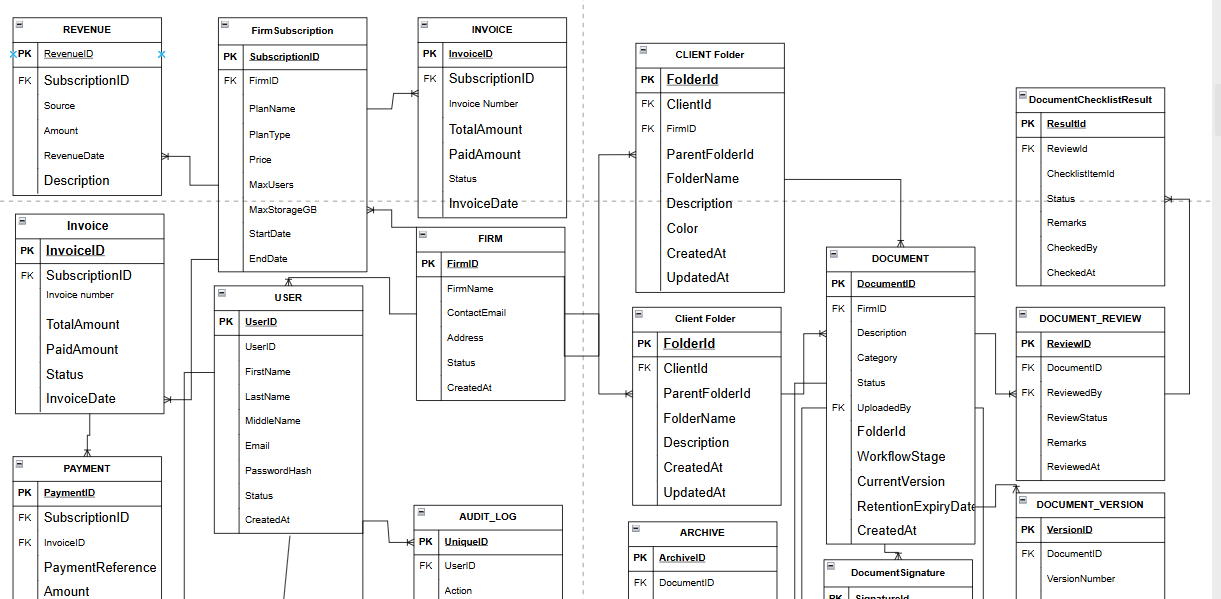 REVENUE
PK RevenueID
FK SubscriptionID
Source
Amount
RevenueDate
Description
FirmSubscription
PK SubscriptionID
FK FirmID
PlanName
PlanType
Price
MaxUsers
MaxStorageGB
StartDate
EndDate
INVOICE
PK InvoiceID
FK SubscriptionID
Invoice Number
TotalAmount
PaidAmount
Status
InvoiceDate
CLIENT Folder
PK FolderId
FK ClientId
FK FirmID
ParentFolderId
FolderName
Description
Color
CreatedAt
UpdatedAt
DocumentChecklistResult
PK ResultId
FK ReviewId
ChecklistItemId
Status
Remarks
CheckedBy
CheckedAt
Invoice
PK InvoiceID
FK SubscriptionID
Invoice number
TotalAmount
PaidAmount
Status
InvoiceDate
FIRM
PK FirmID
FirmName
ContactEmail
Address
Status
CreatedAt
USER
PK UserID
UserID
FirstName
LastName
MiddleName
Email
PasswordHash
Status
CreatedAt
Client Folder
PK FolderId
FK ClientId
ParentFolderId
FolderName
Description
CreatedAt
UpdatedAt
DOCUMENT
PK DocumentID
FK FirmID
Description
Category
Status
FK UploadedBy
FolderId
WorkflowStage
CurrentVersion
RetentionExpiryDate
CreatedAt
DOCUMENT_REVIEW
PK ReviewID
FK DocumentID
FK ReviewedBy
ReviewStatus
Remarks
ReviewedAt
PAYMENT
PK PaymentID
FK SubscriptionID
FK InvoiceID
PaymentReference
Amount
AUDIT_LOG
PK UniqueID
FK UserID
Action
ARCHIVE
PK ArchiveID
FK DocumentID
DocumentSignature
PK SignatureId
DOCUMENT_VERSION
PK VersionID
FK DocumentID
VersionNumber